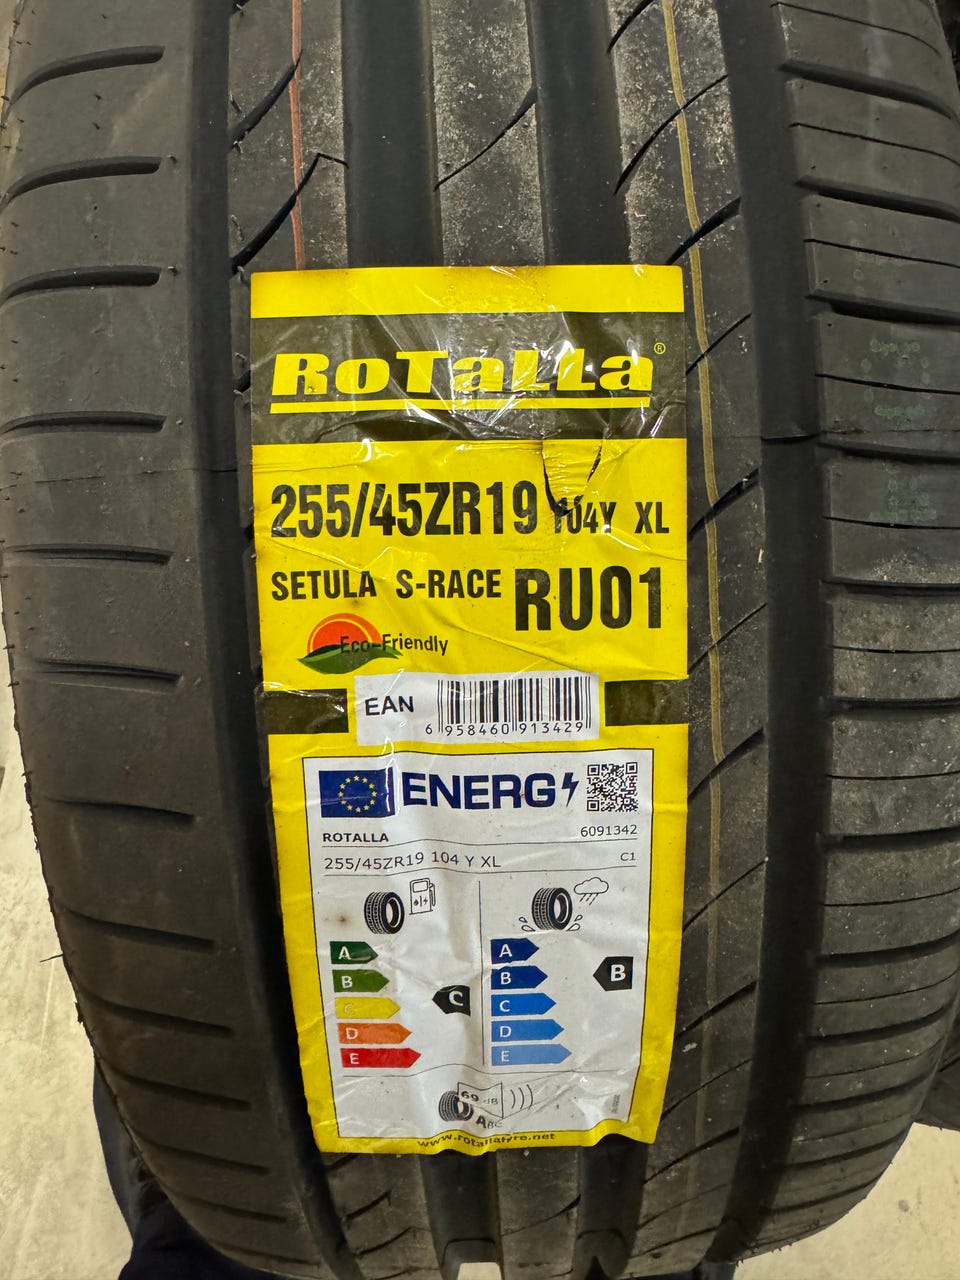 RoTaLLa®
255/45ZR19 104Y XL
SETULA S-RACE RU01
Eco-Friendly
EAN
6 958460 913429
ENERG
ROTALLA 6091342
255/45ZR19 104 Y XL C1
A A
B B B
C C C
D D
E E
69 dB
ABC
www.rotallatyre.net